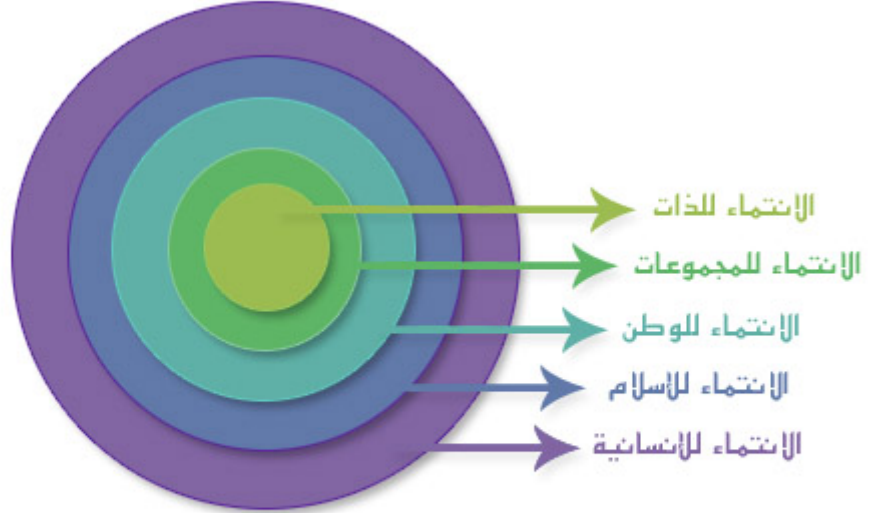 الانتماء للذات
الانتماء للمجموعات
الانتماء للوطن
الانتماء للإسلام
الانتماء للإنسانية